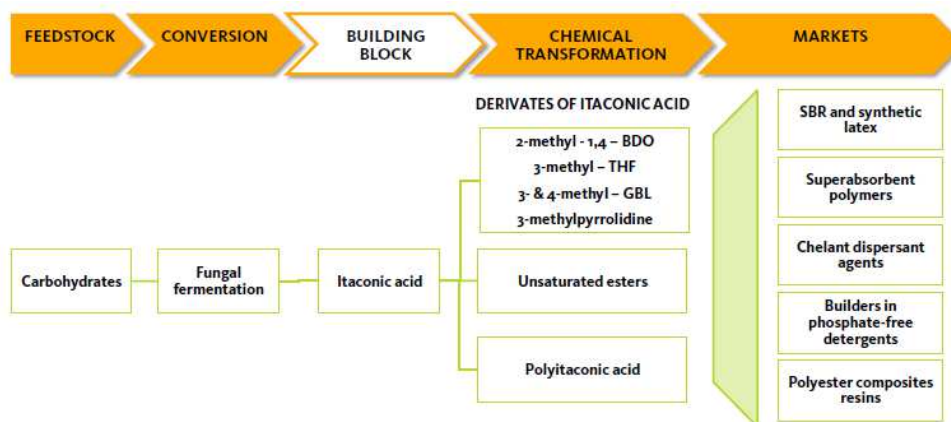 FEEDSTOCK
CONVERSION
BUILDING
BLOCK
CHEMICAL
TRANSFORMATION
MARKETS
DERIVATES OF ITACONIC ACID
2-methyl - 1,4 – BDO
3-methyl – THF
3- & 4-methyl – GBL
3-methylpyrrolidine
Carbohydrates
Fungal
fermentation
Itaconic acid
Unsaturated esters
Polyitaconic acid
SBR and synthetic
latex
Superabsorbent
polymers
Chelant dispersant
agents
Builders in
phosphate-free
detergents
Polyester composites
resins